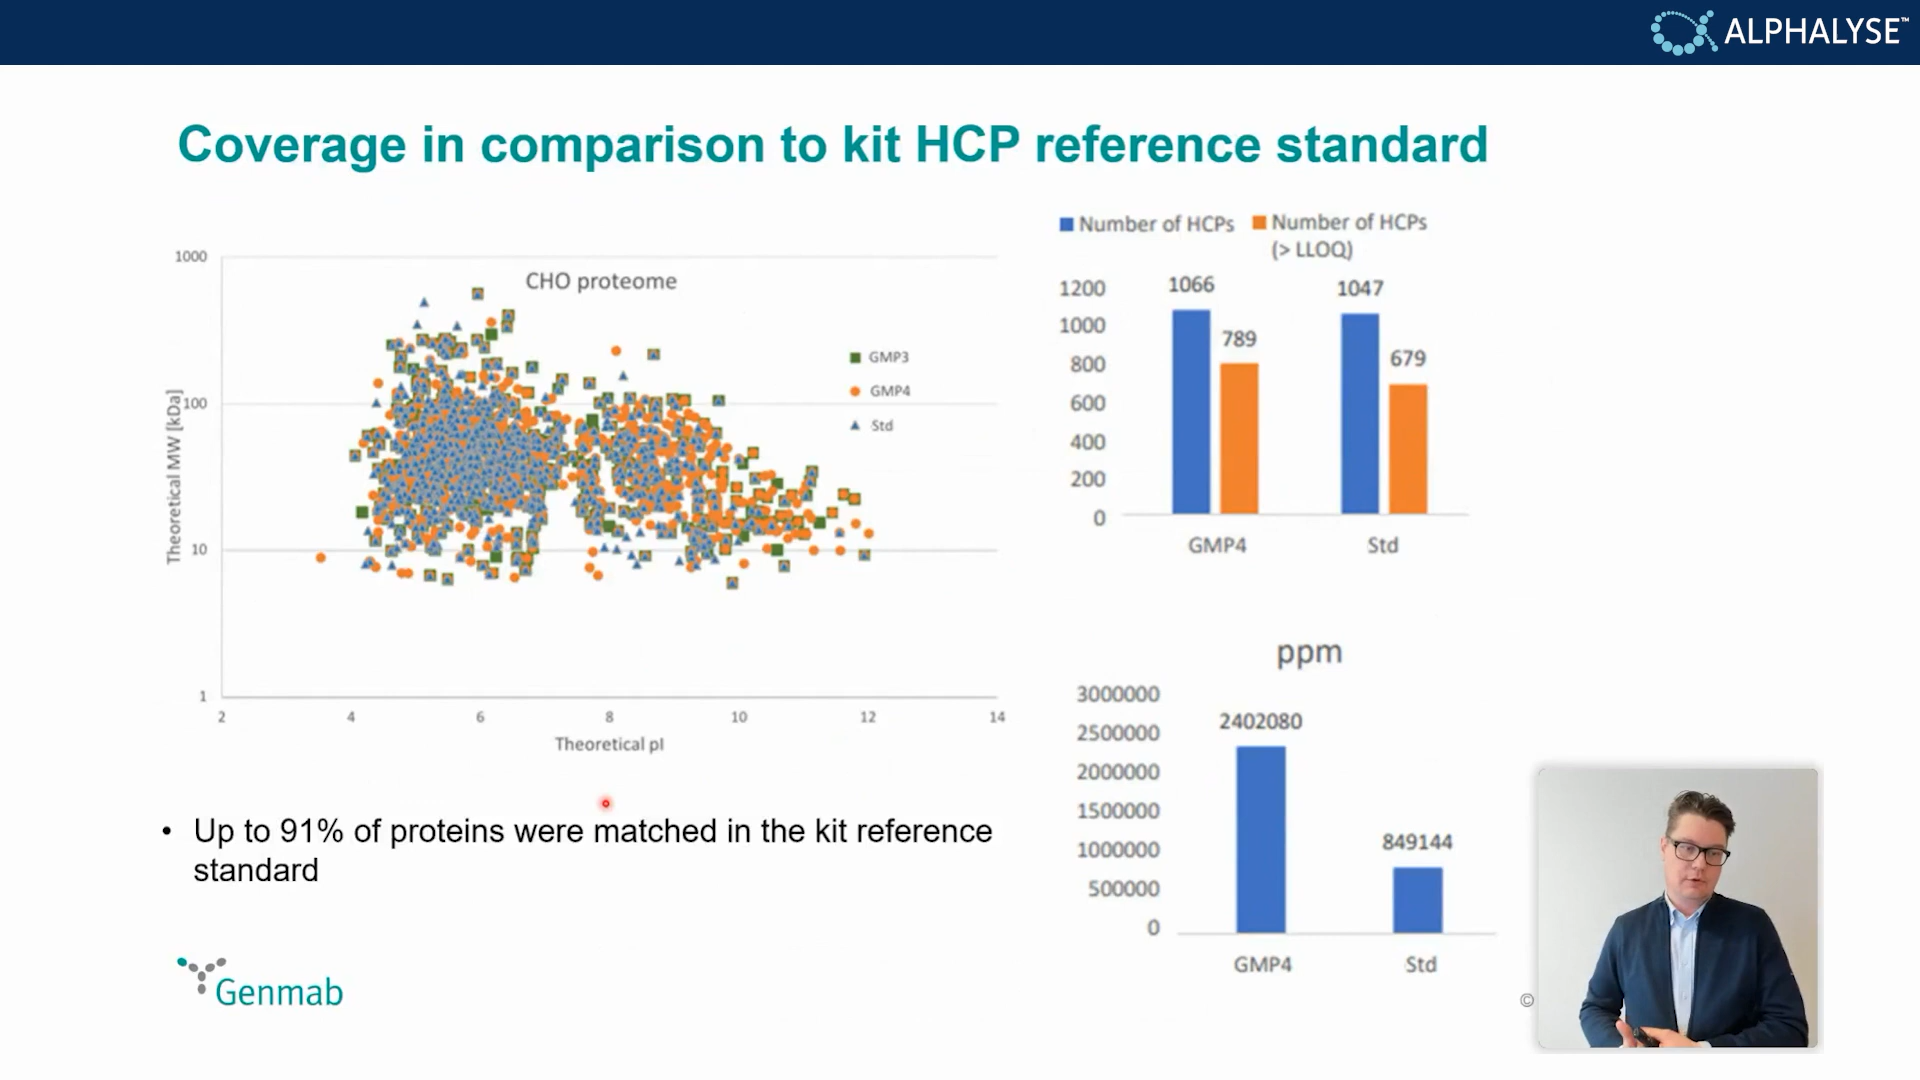 ALPHALYSE™
Coverage in comparison to kit HCP reference standard
CHO proteome
1000
100
10
1
Theoretical MW [kDa]
2 4 6 8 10 12 14
Theoretical pI
GMP3
GMP4
Std
Number of HCPs
Number of HCPs
(> LLOQ)
1200
1000
800
600
400
200
0
1066
789
1047
679
GMP4 Std
ppm
3000000
2500000
2000000
1500000
1000000
500000
0
2402080
849144
GMP4 Std
• Up to 91% of proteins were matched in the kit reference
standard
Genmab
©